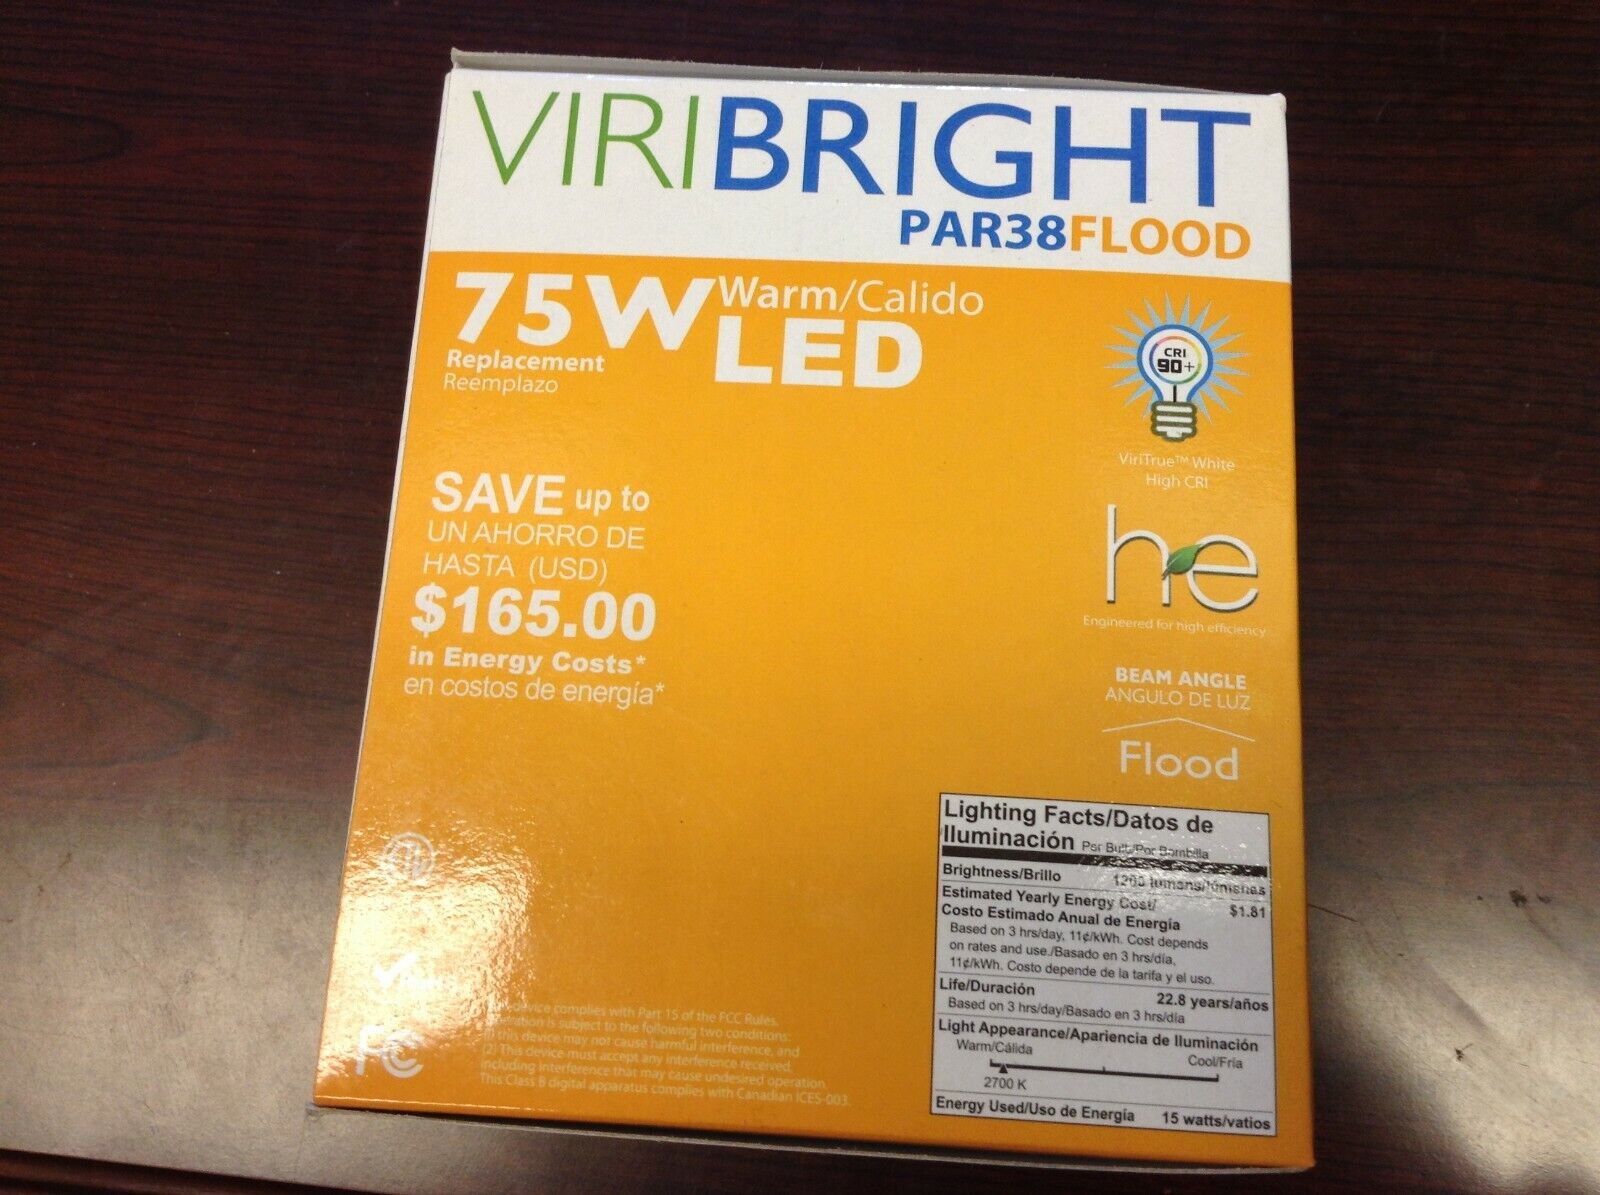 VIRIBRIGHT
PAR38FLOOD
75W Warm/Calido
LED
Replacement
Reemplazo
CRI
90+
ViriTrue™ White
High CRI
SAVE up to
UN AHORRO DE
HASTA (USD)
$165.00
in Energy Costs*
en costos de energía*
he
Engineered for high efficiency
BEAM ANGLE
ANGULO DE LUZ
Flood
Lighting Facts/Datos de
Iluminación Per Bulb/Por Bombilla
Brightness/Brillo lumens/lúmenes
Estimated Yearly Energy Cost/ $1.81
Costo Estimado Anual de Energía
Based on 3 hrs/day, 11¢/kWh. Cost depends
on rates and use./Basado en 3 hrs/día,
11¢/kWh. Costo depende de la tarifa y el uso.
Life/Duración 22.8 years/años
Based on 3 hrs/day/Basado en 3 hrs/día
Light Appearance/Apariencia de Iluminación
Warm/Cálida Cool/Fría
2700 K
Energy Used/Uso de Energía 15 watts/vatios
FC
device complies with Part 15 of the FCC Rules.
is subject to the following two conditions:
this device may not cause harmful interference, and
(2) This device must accept any interference received,
including interference that may cause undesired operation.
This Class B digital apparatus complies with Canadian ICES-003.